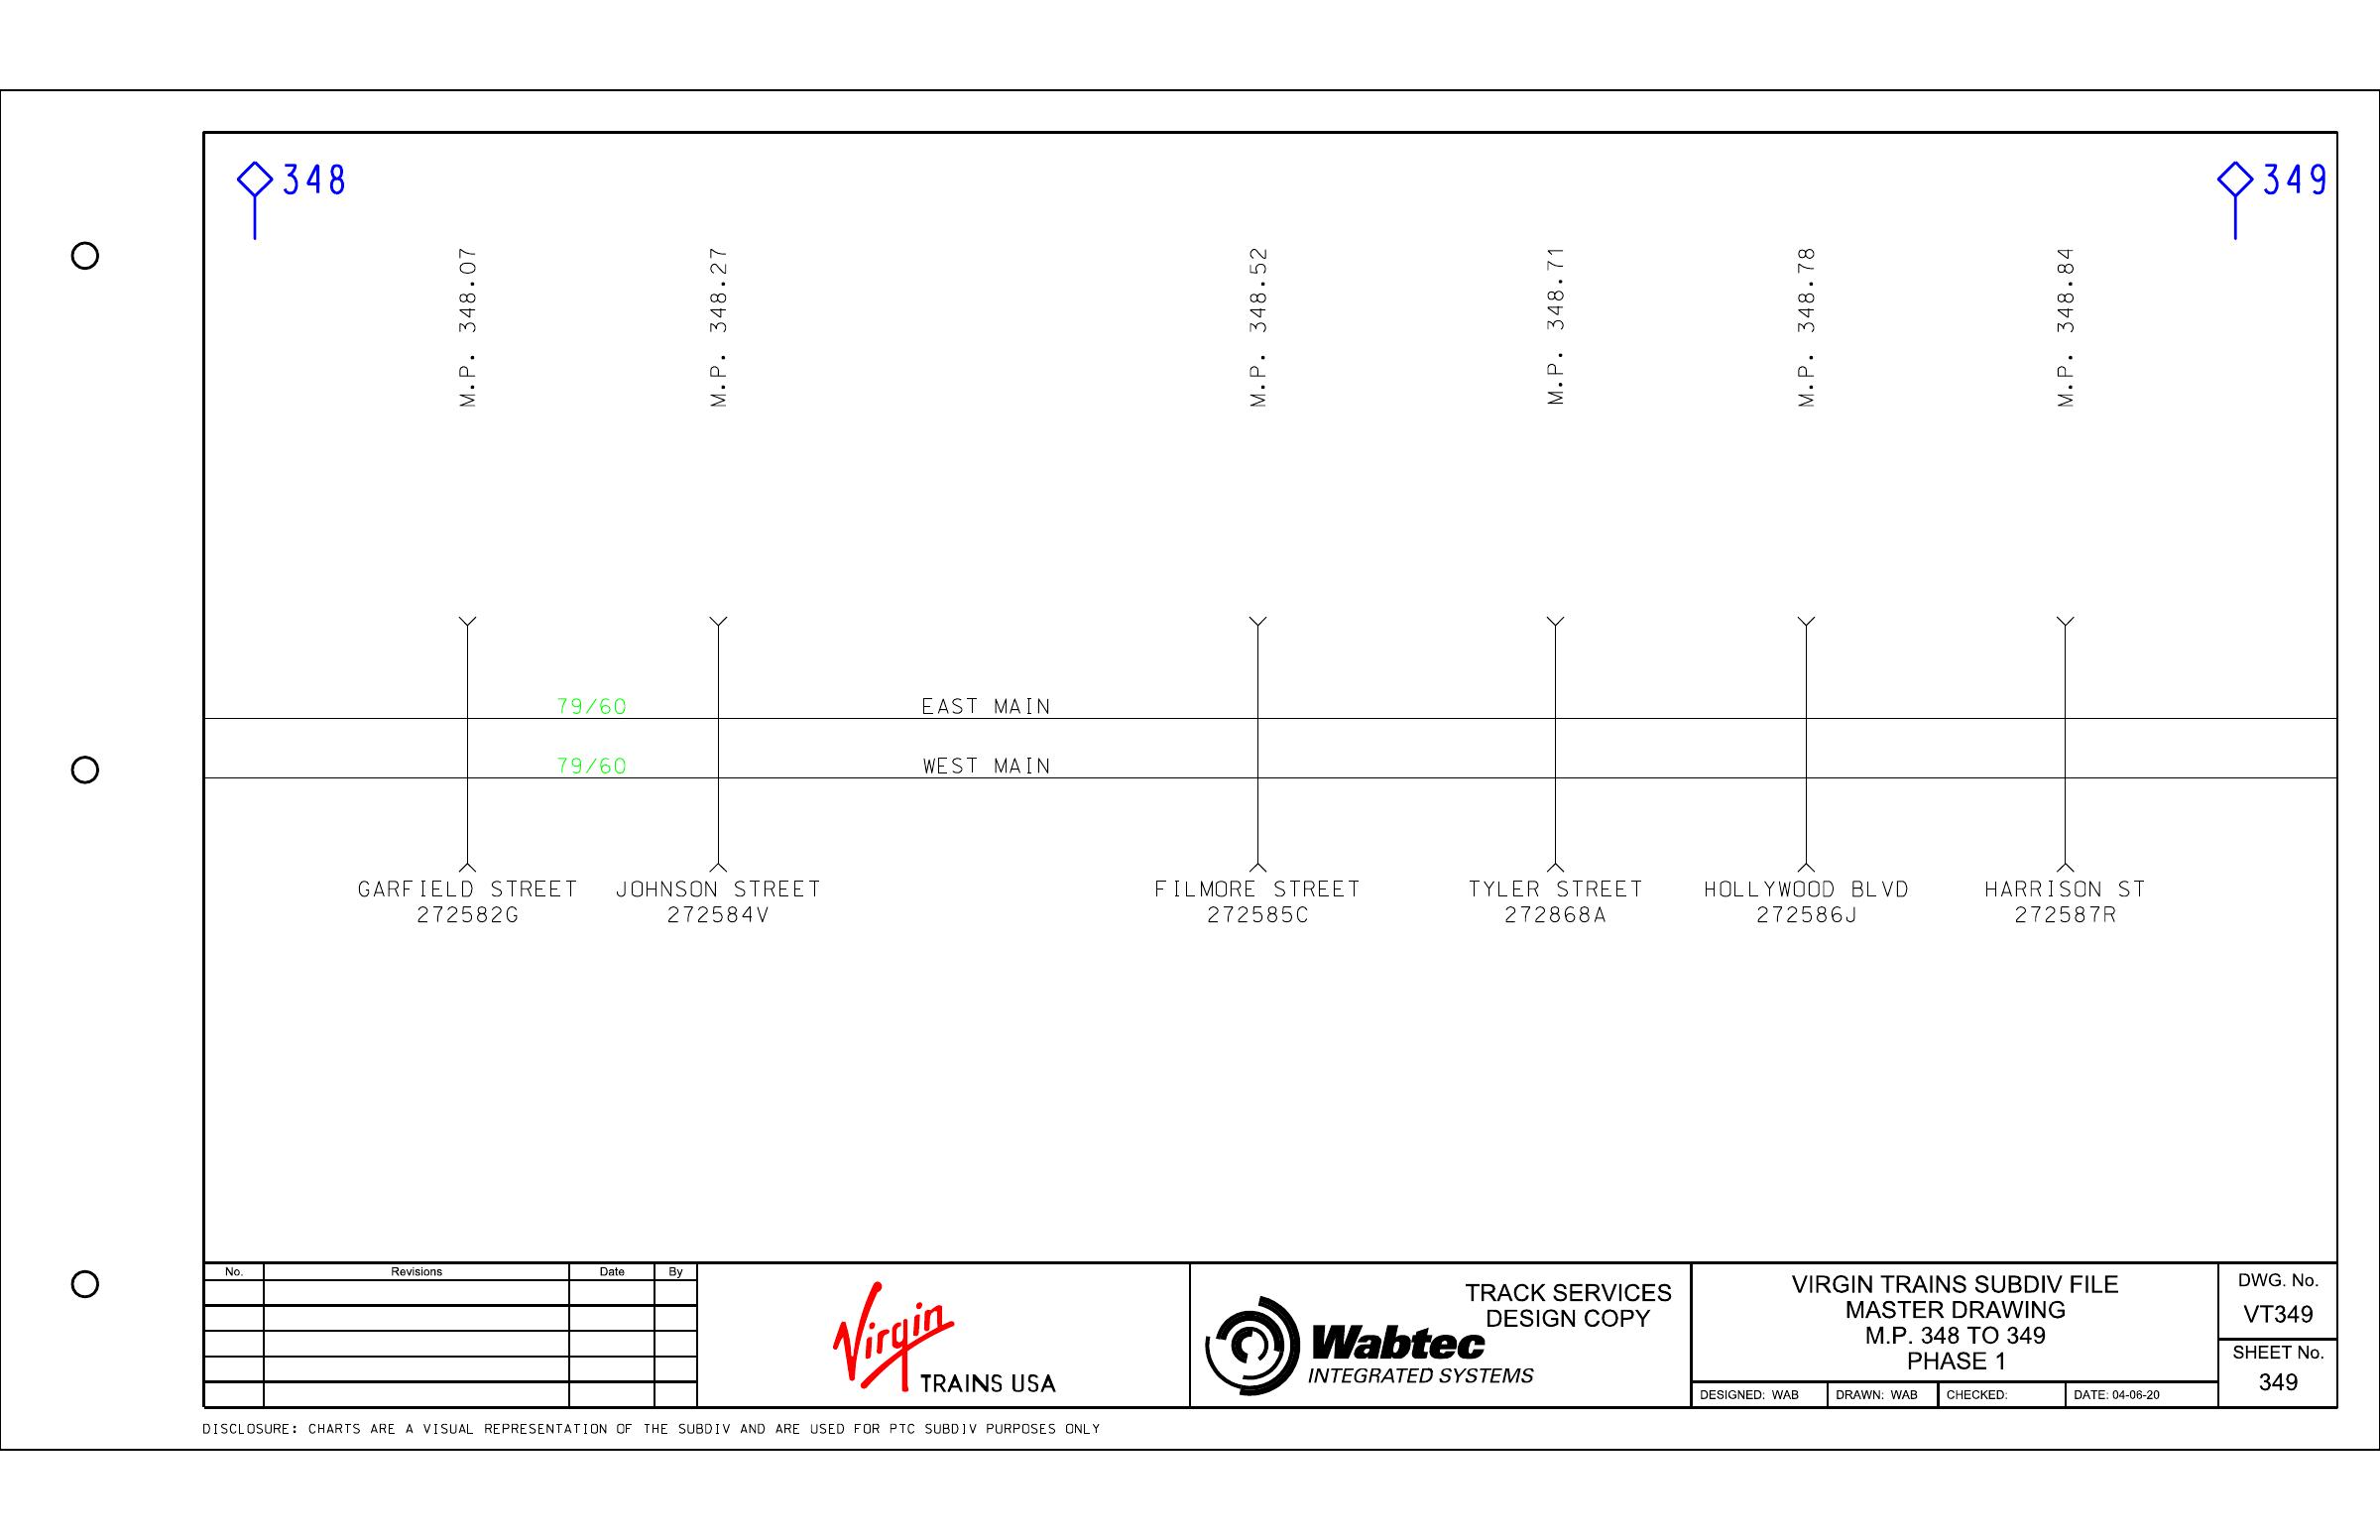 348
349
M.P. 348.07
M.P. 348.27
M.P. 348.52
M.P. 348.71
M.P. 348.78
M.P. 348.84
79/60
EAST MAIN
79/60
WEST MAIN
GARFIELD STREET
272582G
JOHNSON STREET
272584V
FILMORE STREET
272585C
TYLER STREET
272868A
HOLLYWOOD BLVD
272586J
HARRISON ST
272587R
No. Revisions Date By
Virgin
TRAINS USA
TRACK SERVICES
DESIGN COPY
Wabtec
INTEGRATED SYSTEMS
VIRGIN TRAINS SUBDIV FILE
MASTER DRAWING
M.P. 348 TO 349
PHASE 1
DESIGNED: WAB
DRAWN: WAB
CHECKED:
DATE: 04-06-20
DWG. No.
VT349
SHEET No.
349
DISCLOSURE: CHARTS ARE A VISUAL REPRESENTATION OF THE SUBDIV AND ARE USED FOR PTC SUBDIV PURPOSES ONLY